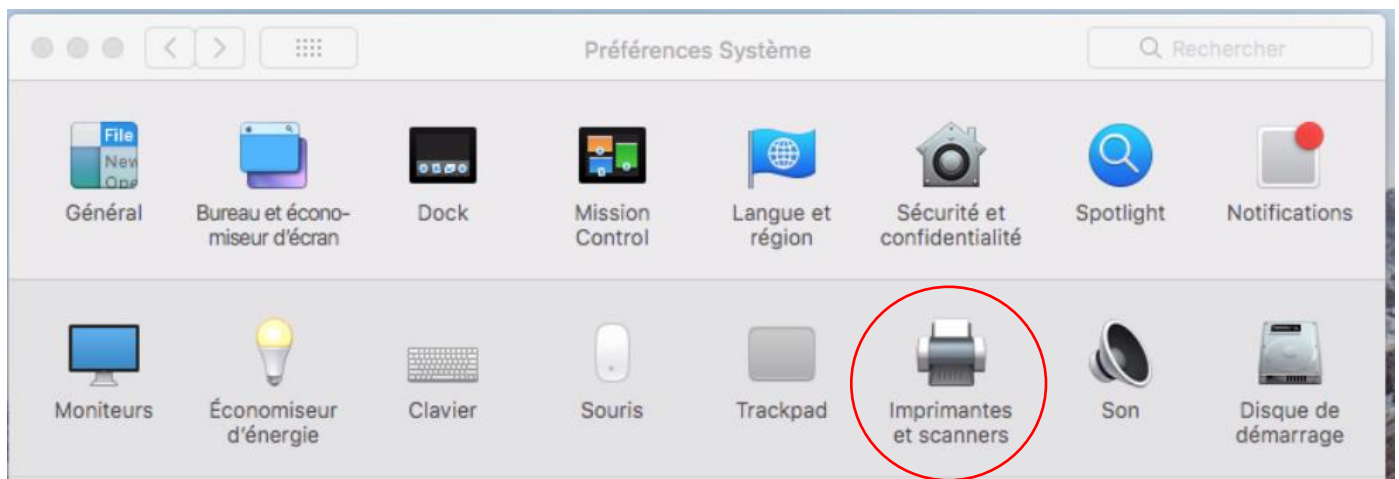 Préférences Système
Rechercher
File
New
Ope
Général
Bureau et écono-
miseur d'écran
Dock
Mission
Control
Langue et
région
Sécurité et
confidentialité
Spotlight
Notifications
Moniteurs
Économiseur
d'énergie
Clavier
Souris
Trackpad
Imprimantes
et scanners
Son
Disque de
démarrage